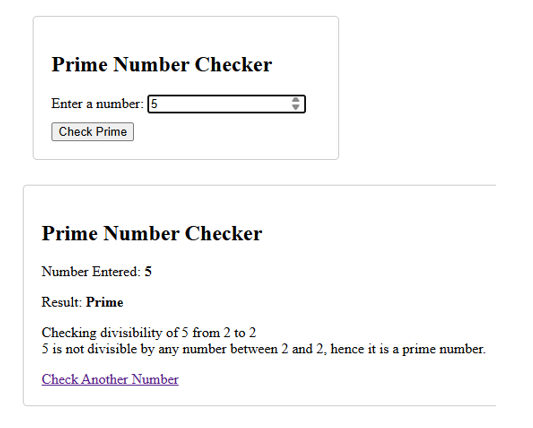 Prime Number Checker
Enter a number: 5
Check Prime
Prime Number Checker
Number Entered: 5
Result: Prime
Checking divisibility of 5 from 2 to 2
5 is not divisible by any number between 2 and 2, hence it is a prime number.
Check Another Number